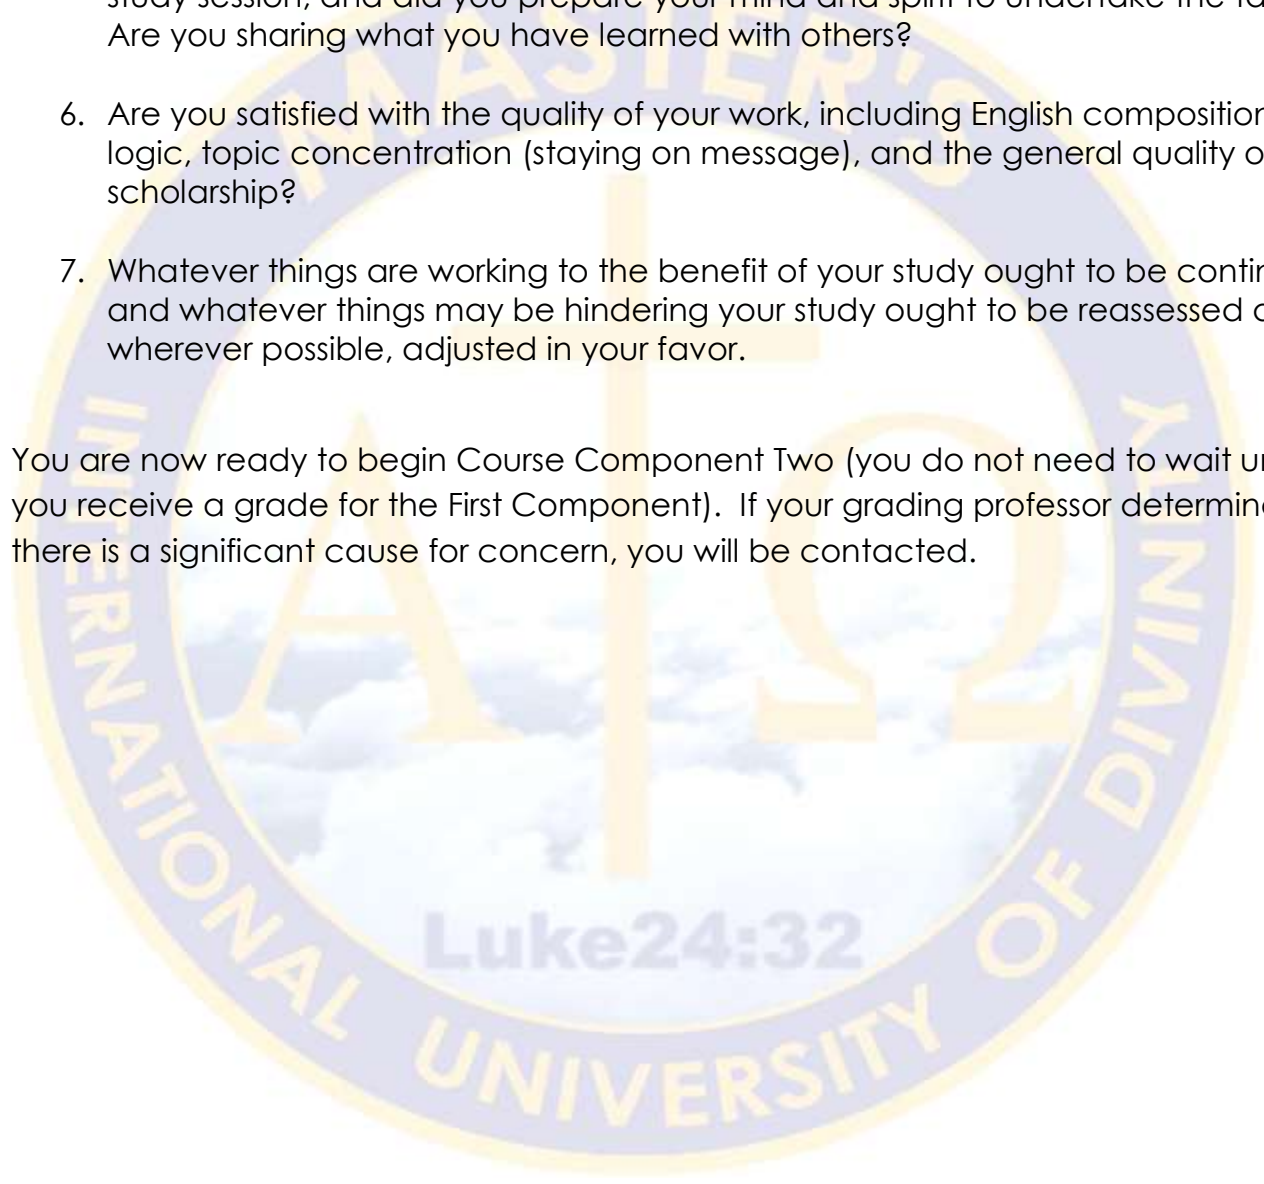 study session, and did you prepare your mind and spirit to undertake the
Are you sharing what you have learned with others?
6. Are you satisfied with the quality of your work, including English composition
logic, topic concentration (staying on message), and the general quality o
scholarship?
7. Whatever things are working to the benefit of your study ought to be contin
and whatever things may be hindering your study ought to be reassessed
wherever possible, adjusted in your favor.
You are now ready to begin Course Component Two (you do not need to wait
you receive a grade for the First Component).  If your grading professor determin
there is a significant cause for concern, you will be contacted.
MASTER'S
INTERNATIONAL UNIVERSITY OF DIVINITY
Α Ω
Luke24:32